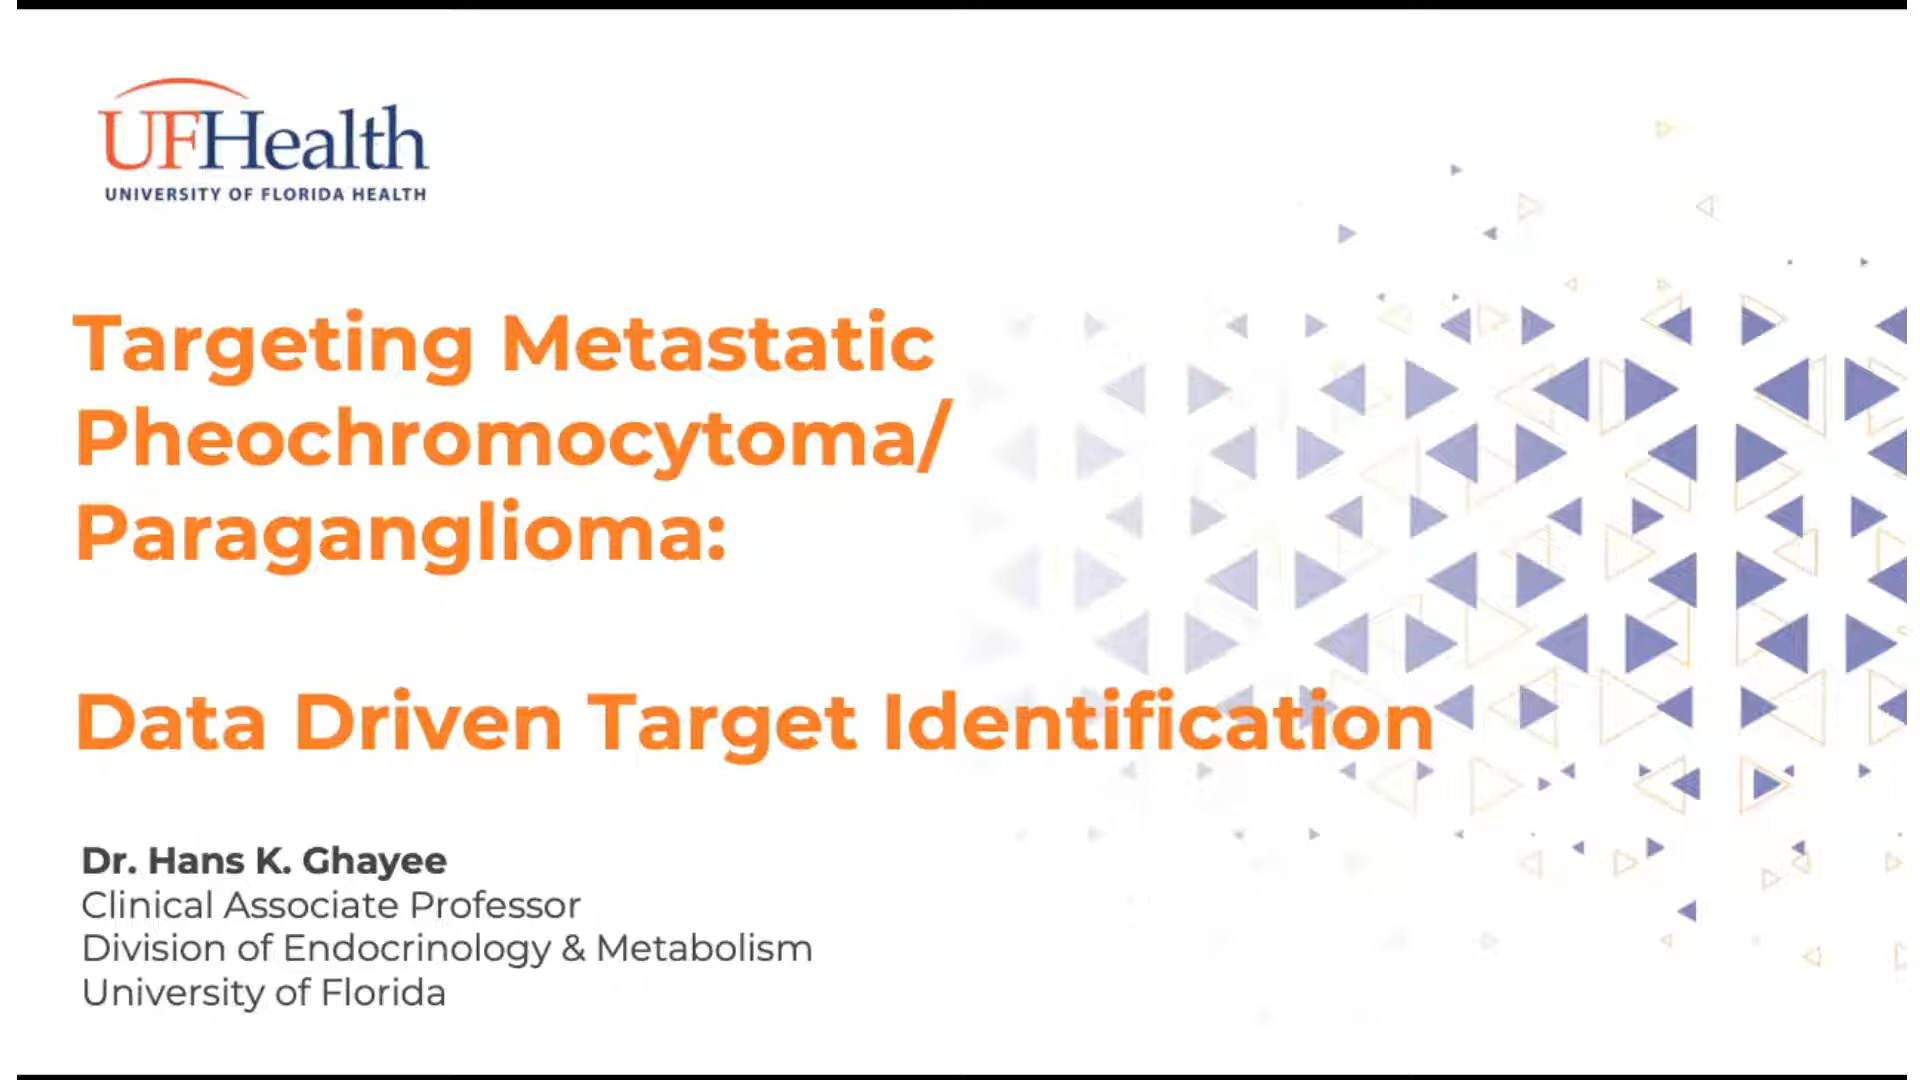 UFHealth
UNIVERSITY OF FLORIDA HEALTH
Targeting Metastatic
Pheochromocytoma/
Paraganglioma:
Data Driven Target Identification
Dr. Hans K. Ghayee
Clinical Associate Professor
Division of Endocrinology & Metabolism
University of Florida